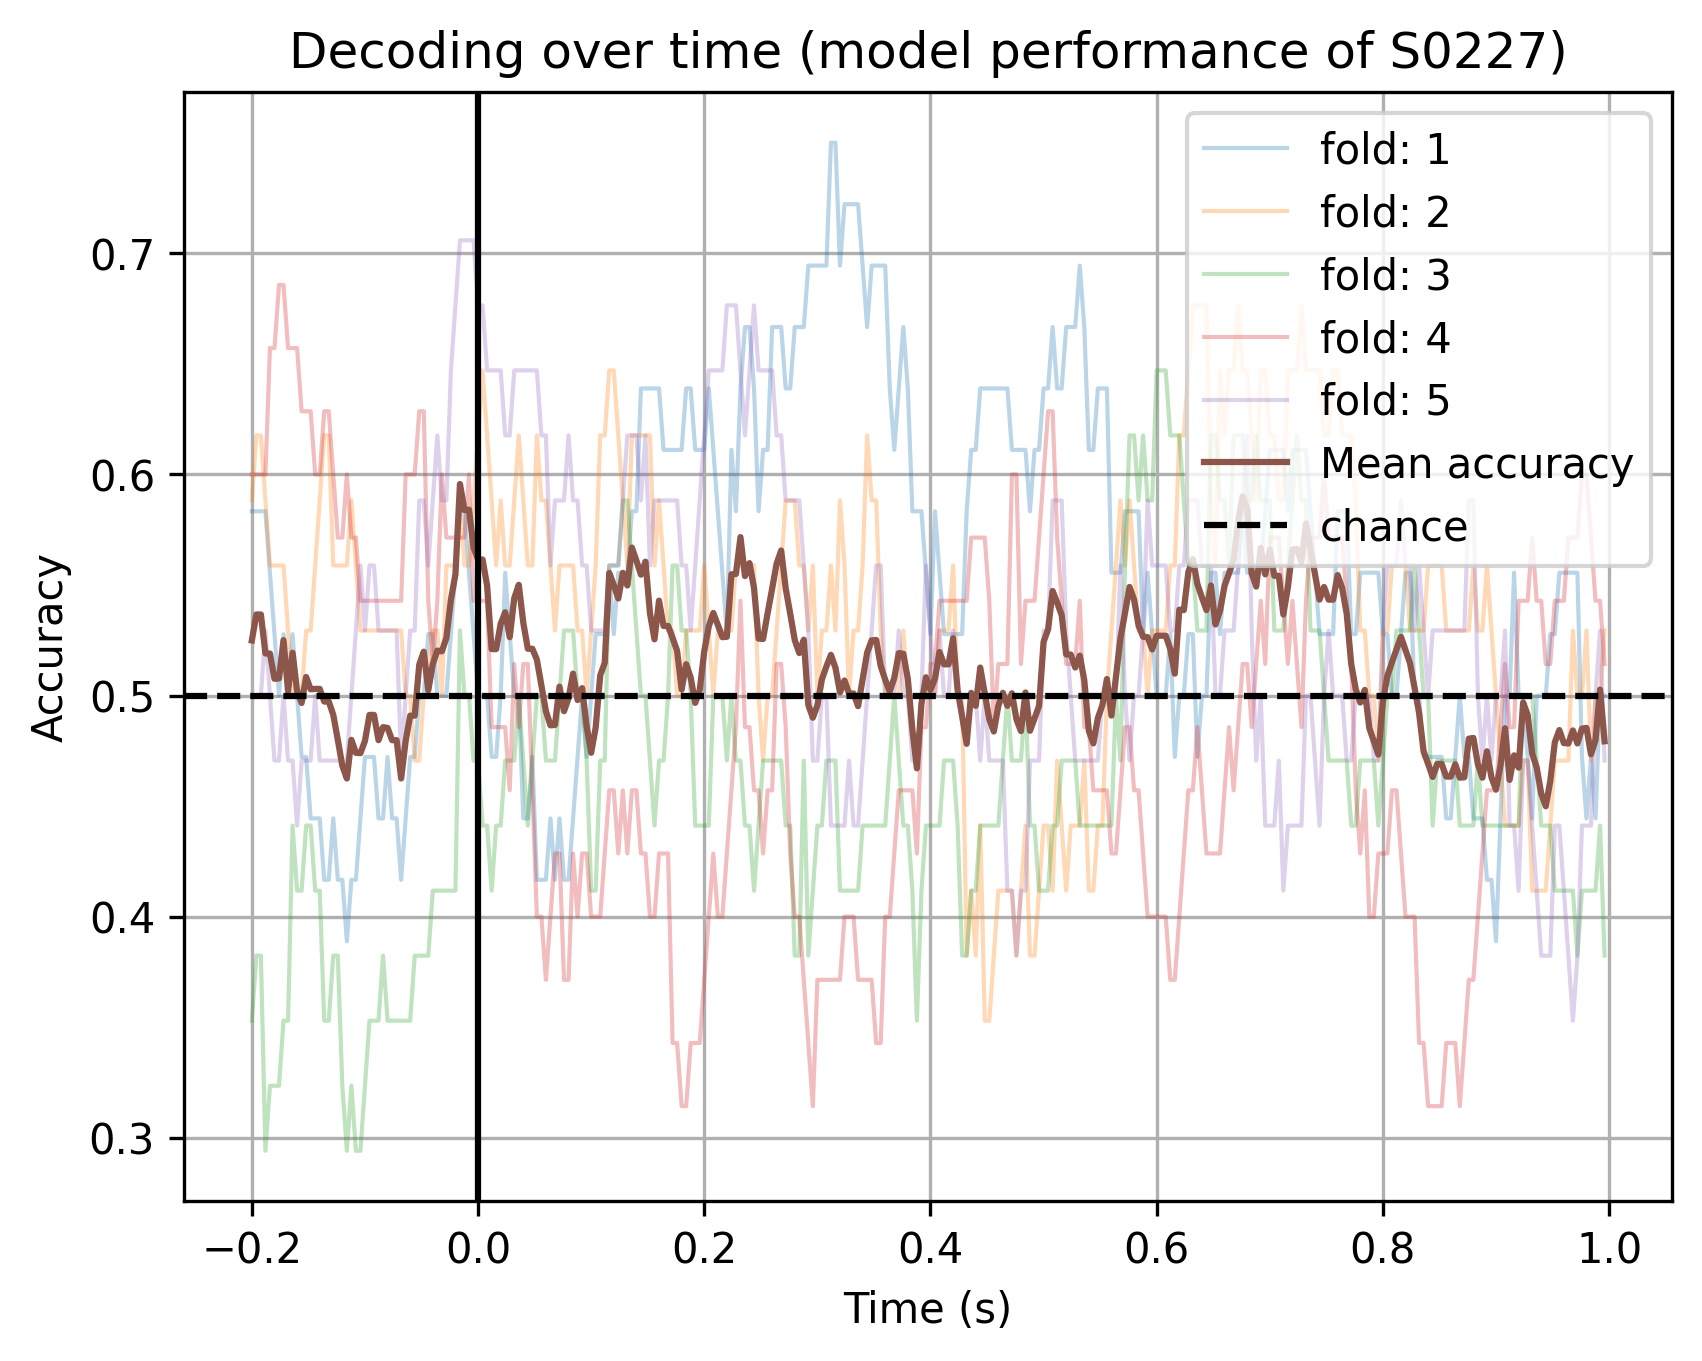 Decoding over time (model performance of S0227)
fold: 1
fold: 2
fold: 3
fold: 4
fold: 5
Mean accuracy
chance
Accuracy
0.7
0.6
0.5
0.4
0.3
−0.2 0.0 0.2 0.4 0.6 0.8 1.0
Time (s)